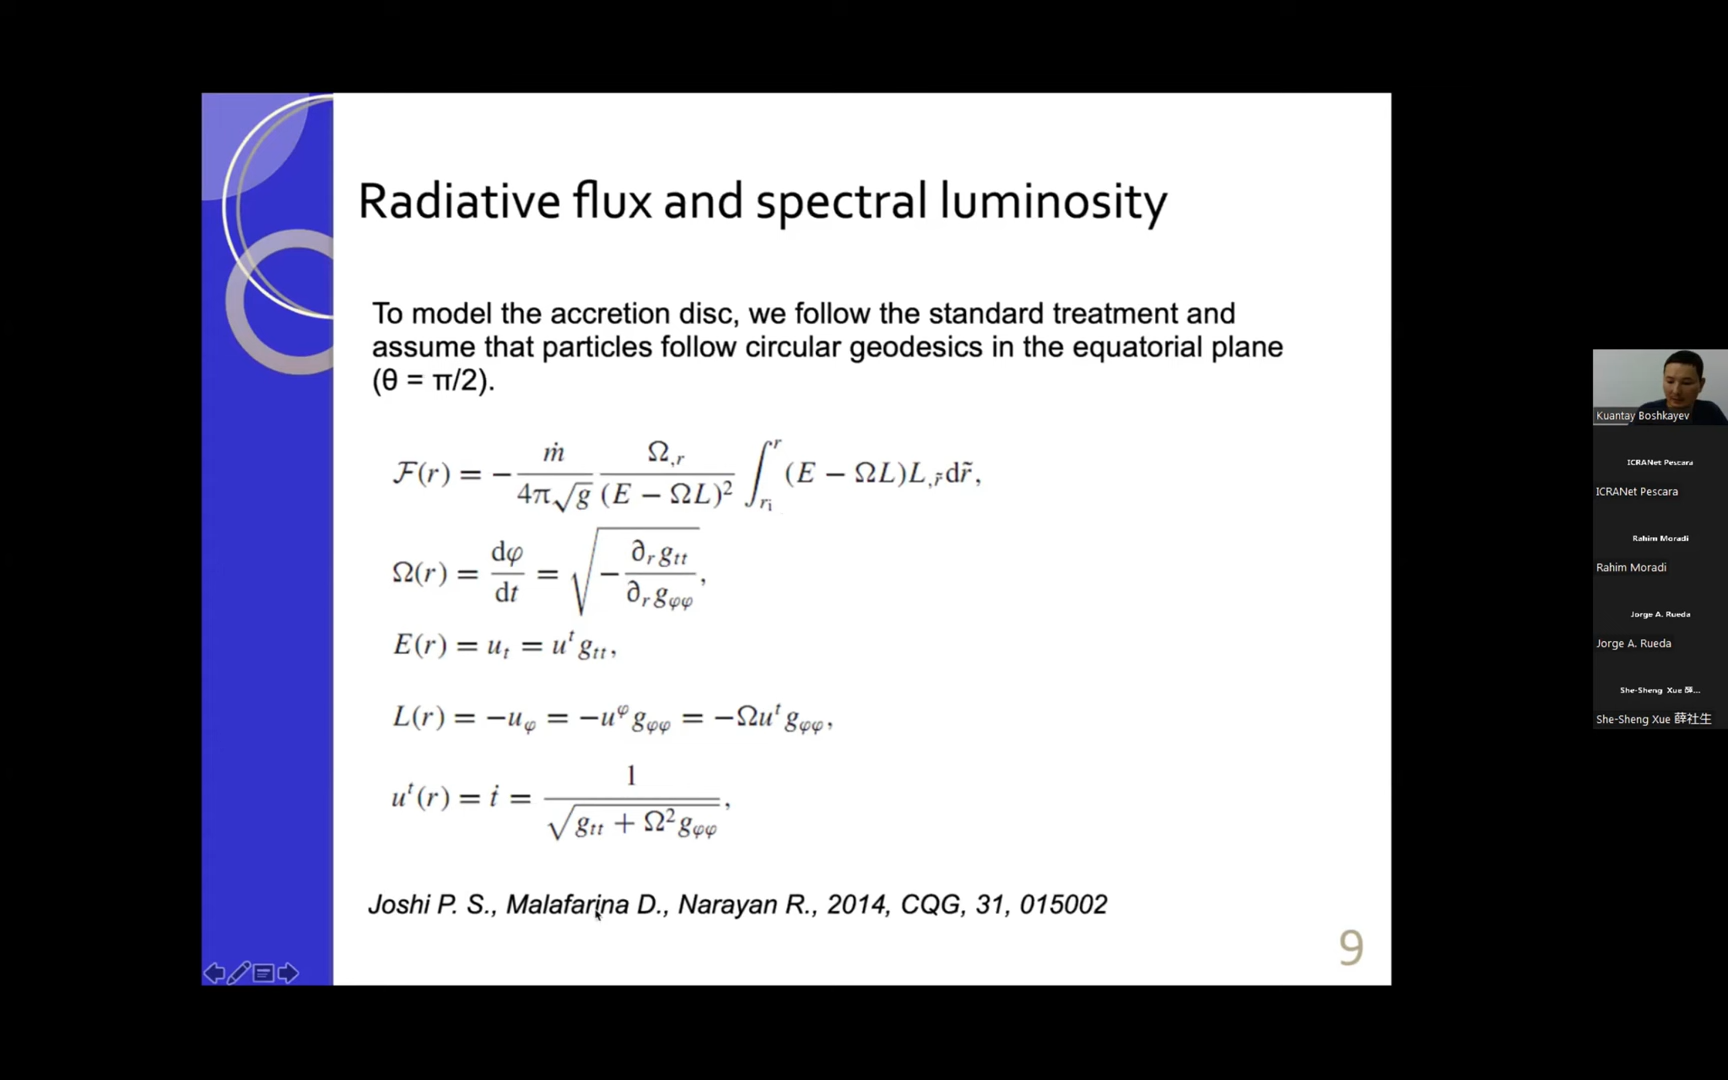 Radiative flux and spectral luminosity
To model the accretion disc, we follow the standard treatment and
assume that particles follow circular geodesics in the equatorial plane
(θ = π/2).
ℱ(r) = − ṁ/(4π√g) Ω,r/(E − ΩL)² ∫_{r_i}^{r} (E − ΩL)L,r̃ dr̃,
Ω(r) = dφ/dt = √(− ∂_r g_tt / ∂_r g_φφ),
E(r) = u_t = u^t g_tt,
L(r) = −u_φ = −u^φ g_φφ = −Ωu^t g_φφ,
u^t(r) = ṫ = 1/√(g_tt + Ω² g_φφ),
Joshi P. S., Malafarina D., Narayan R., 2014, CQG, 31, 015002
9
Kuantay Boshkayev
ICRANet Pescara
ICRANet Pescara
Rahim Moradi
Rahim Moradi
Jorge A. Rueda
Jorge A. Rueda
She-Sheng Xue 薛...
She-Sheng Xue 薛社生